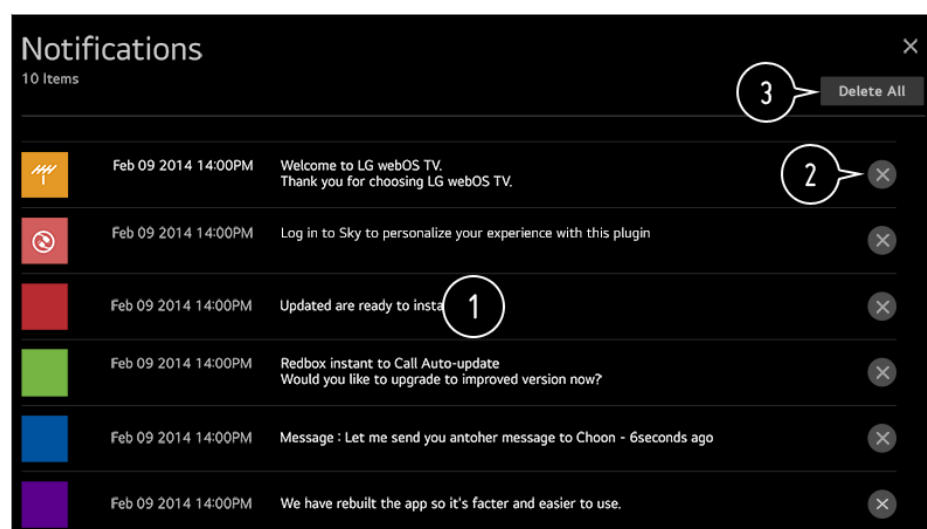 Notifications
10 Items
3
Delete All
Feb 09 2014 14:00PM
Welcome to LG webOS TV.
Thank you for choosing LG webOS TV.
2
Feb 09 2014 14:00PM
Log in to Sky to personalize your experience with this plugin
Feb 09 2014 14:00PM
Updated are ready to insta
1
Feb 09 2014 14:00PM
Redbox instant to Call Auto-update
Would you like to upgrade to improved version now?
Feb 09 2014 14:00PM
Message : Let me send you antoher message to Choon - 6seconds ago
Feb 09 2014 14:00PM
We have rebuilt the app so it's facter and easier to use.